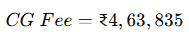 CG Fee = ₹4, 63, 835